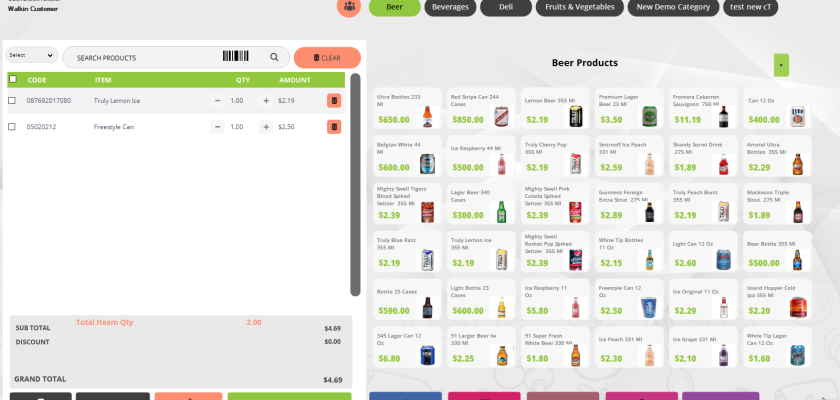 Walkin Customer
Beer Beverages Deli Fruits & Vegetables New Demo Category test new cT
Select SEARCH PRODUCTS CLEAR
CODE ITEM QTY AMOUNT
087692017080 Truly Lemon Ice − 1.00 + $2.19
05020212 Freestyle Can − 1.00 + $2.50
Total Iteam Qty 2.00
SUB TOTAL $4.69
DISCOUNT $0.00
GRAND TOTAL $4.69
Beer Products
Ultra Bottles 233
Ml
$650.00
Red Stripe Can 244
Cases
$850.00
Lemon Beer 355 Ml
$2.19
Premium Lager
Beer 23 Ml
$3.50
Frontera Cabernet
Sauvignon 750 Ml
$11.19
Can 12 Oz
$400.00
Belgian White 44
Ml
$600.00
Ice Raspberry 44 Ml
$500.00
Truly Cherry Pop
355 Ml
$2.19
Smirnoff Ice Peach
331 Ml
$2.59
Shandy Sorrel Drink
275 Ml
$1.89
Amstel Ultra
Bottles 355 Ml
$2.29
Mighty Swell Tigers
Blood Spiked
Seltzer 355 Ml
$2.39
Lager Beer 340
Cases
$300.00
Mighty Swell Pink
Colada Spiked
Seltzer 355 Ml
$2.39
Guinness Foreign
Extra Stout 275 Ml
$2.89
Truly Peach Burst
355 Ml
$2.19
Mackeson Triple
Stout 275 Ml
$1.89
Truly Blue Razz
355 Ml
$2.19
Truly Lemon Ice
355 Ml
$2.19
Mighty Swell
Rocket Pop Spiked
Seltzer 355 Ml
$2.39
White Tip Bottles
11 Oz
$2.15
Light Can 12 Oz
$2.60
Beer Bottle 355 Ml
$500.00
Bottle 25 Cases
$590.00
Light Bottle 23
Cases
$600.00
Ice Raspberry 11
Oz
$5.80
Freestyle Can 12
Oz
$2.50
Ice Original 11 Oz
$2.29
Island Hopper Cold
Ipa 355 Ml
$2.20
345 Lager Can 12
Oz
$6.80
91 Larger Beer Iw
330 Ml
$2.25
91 Super Fresh
White Beer 330 Ml
$1.80
Ice Peach 331 Ml
$2.30
Ice Grape 331 Ml
$2.10
White Tip Lager
Can 12 Oz
$1.60